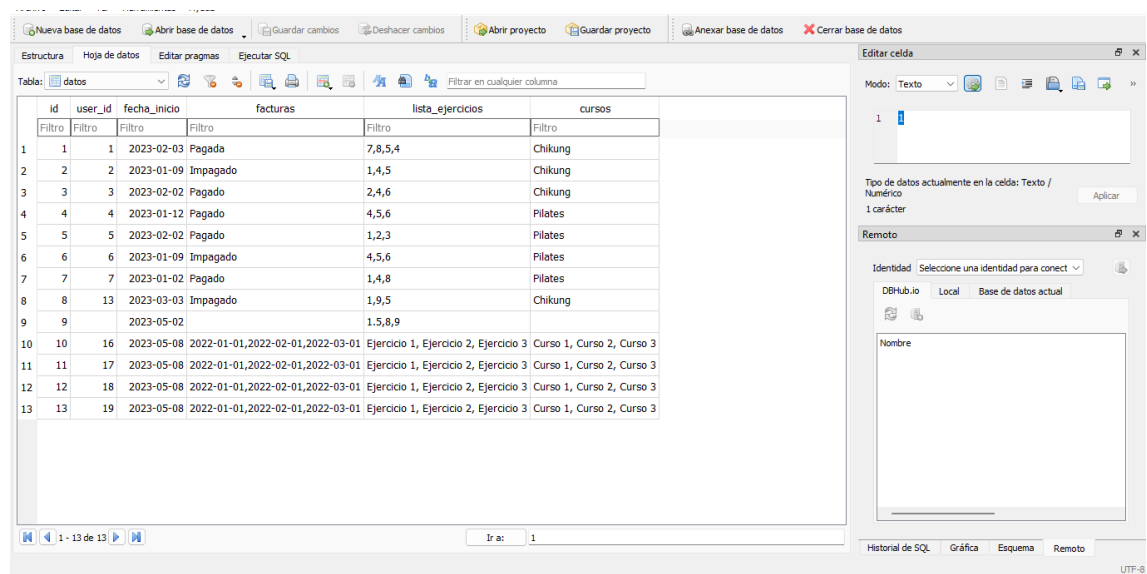 Nueva base de datos Abrir base de datos Guardar cambios Deshacer cambios Abrir proyecto Guardar proyecto Anexar base de datos Cerrar base de datos
Estructura Hoja de datos Editar pragmas Ejecutar SQL
Tabla: datos Filtrar en cualquier columna
id user_id fecha_inicio facturas lista_ejercicios cursos
Filtro Filtro Filtro Filtro Filtro Filtro
1 1 1 2023-02-03 Pagada 7,8,5,4 Chikung
2 2 2 2023-01-09 Impagado 1,4,5 Chikung
3 3 3 2023-02-02 Pagado 2,4,6 Chikung
4 4 4 2023-01-12 Pagado 4,5,6 Pilates
5 5 5 2023-02-02 Pagado 1,2,3 Pilates
6 6 6 2023-01-09 Impagado 4,5,6 Pilates
7 7 7 2023-01-02 Pagado 1,4,8 Pilates
8 8 13 2023-03-03 Impagado 1,9,5 Chikung
9 9 2023-05-02 1.5,8,9
10 10 16 2023-05-08 2022-01-01,2022-02-01,2022-03-01 Ejercicio 1, Ejercicio 2, Ejercicio 3 Curso 1, Curso 2, Curso 3
11 11 17 2023-05-08 2022-01-01,2022-02-01,2022-03-01 Ejercicio 1, Ejercicio 2, Ejercicio 3 Curso 1, Curso 2, Curso 3
12 12 18 2023-05-08 2022-01-01,2022-02-01,2022-03-01 Ejercicio 1, Ejercicio 2, Ejercicio 3 Curso 1, Curso 2, Curso 3
13 13 19 2023-05-08 2022-01-01,2022-02-01,2022-03-01 Ejercicio 1, Ejercicio 2, Ejercicio 3 Curso 1, Curso 2, Curso 3
1 - 13 de 13 Ir a: 1
Editar celda
Modo: Texto »
1 1
Tipo de datos actualmente en la celda: Texto /
Numérico
Aplicar
1 carácter
Remoto
Identidad Seleccione una identidad para conect
DBHub.io Local Base de datos actual
Nombre
Historial de SQL Gráfica Esquema Remoto
UTF-8